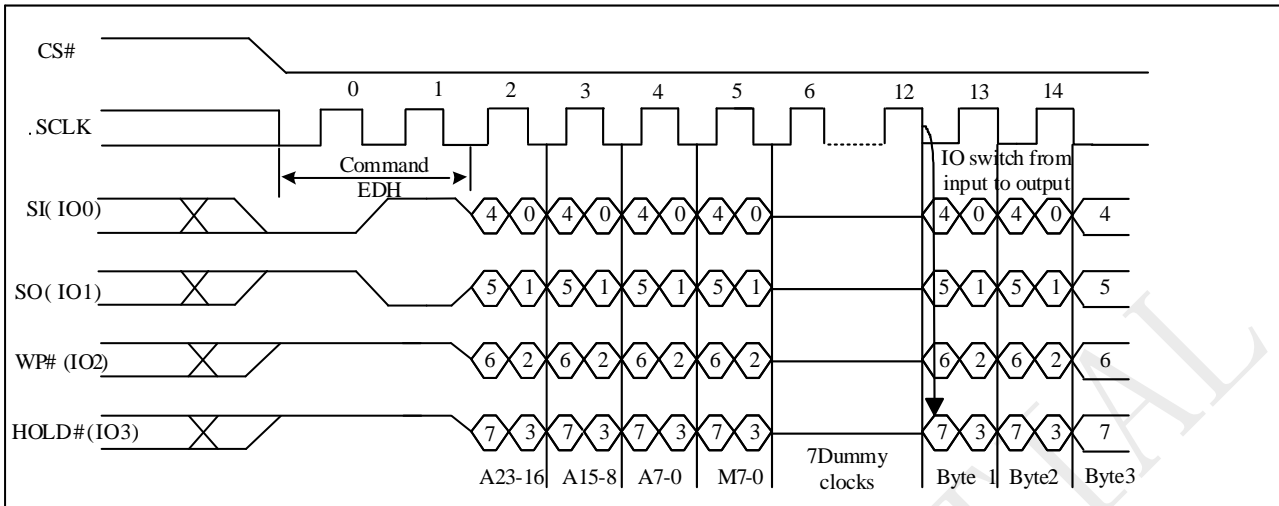 CS#
0 1 2 3 4 5 6 12 13 14
.SCLK
Command
EDH
IO switch from
input to output
SI( IO0)
4 0 4 0 4 0 4 0 4 0 4 0 4
SO( IO1)
5 1 5 1 5 1 5 1 5 1 5 1 5
WP# (IO2)
6 2 6 2 6 2 6 2 6 2 6 2 6
HOLD# (IO3)
7 3 7 3 7 3 7 3 7 3 7 3 7
A23-16 A15-8 A7-0 M7-0
7Dummy
clocks
Byte 1 Byte2 Byte3